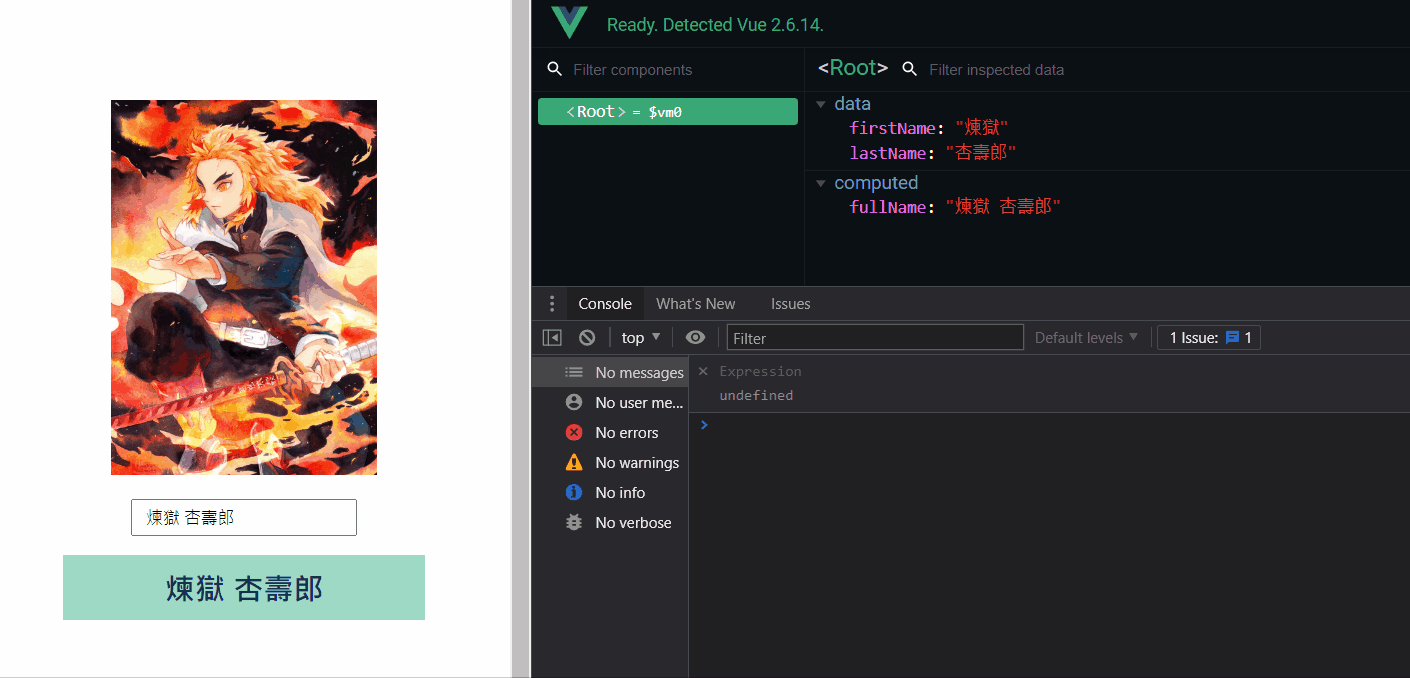 煉獄 杏壽郎
煉獄 杏壽郎
Ready. Detected Vue 2.6.14.
Filter components
<Root> = $vm0
<Root> Filter inspected data
data
firstName: "煉獄"
lastName: "杏壽郎"
computed
fullName: "煉獄 杏壽郎"
Console What's New Issues
top Filter Default levels 1 Issue: 1
No messages
No user me...
No errors
No warnings
No info
No verbose
Expression
undefined